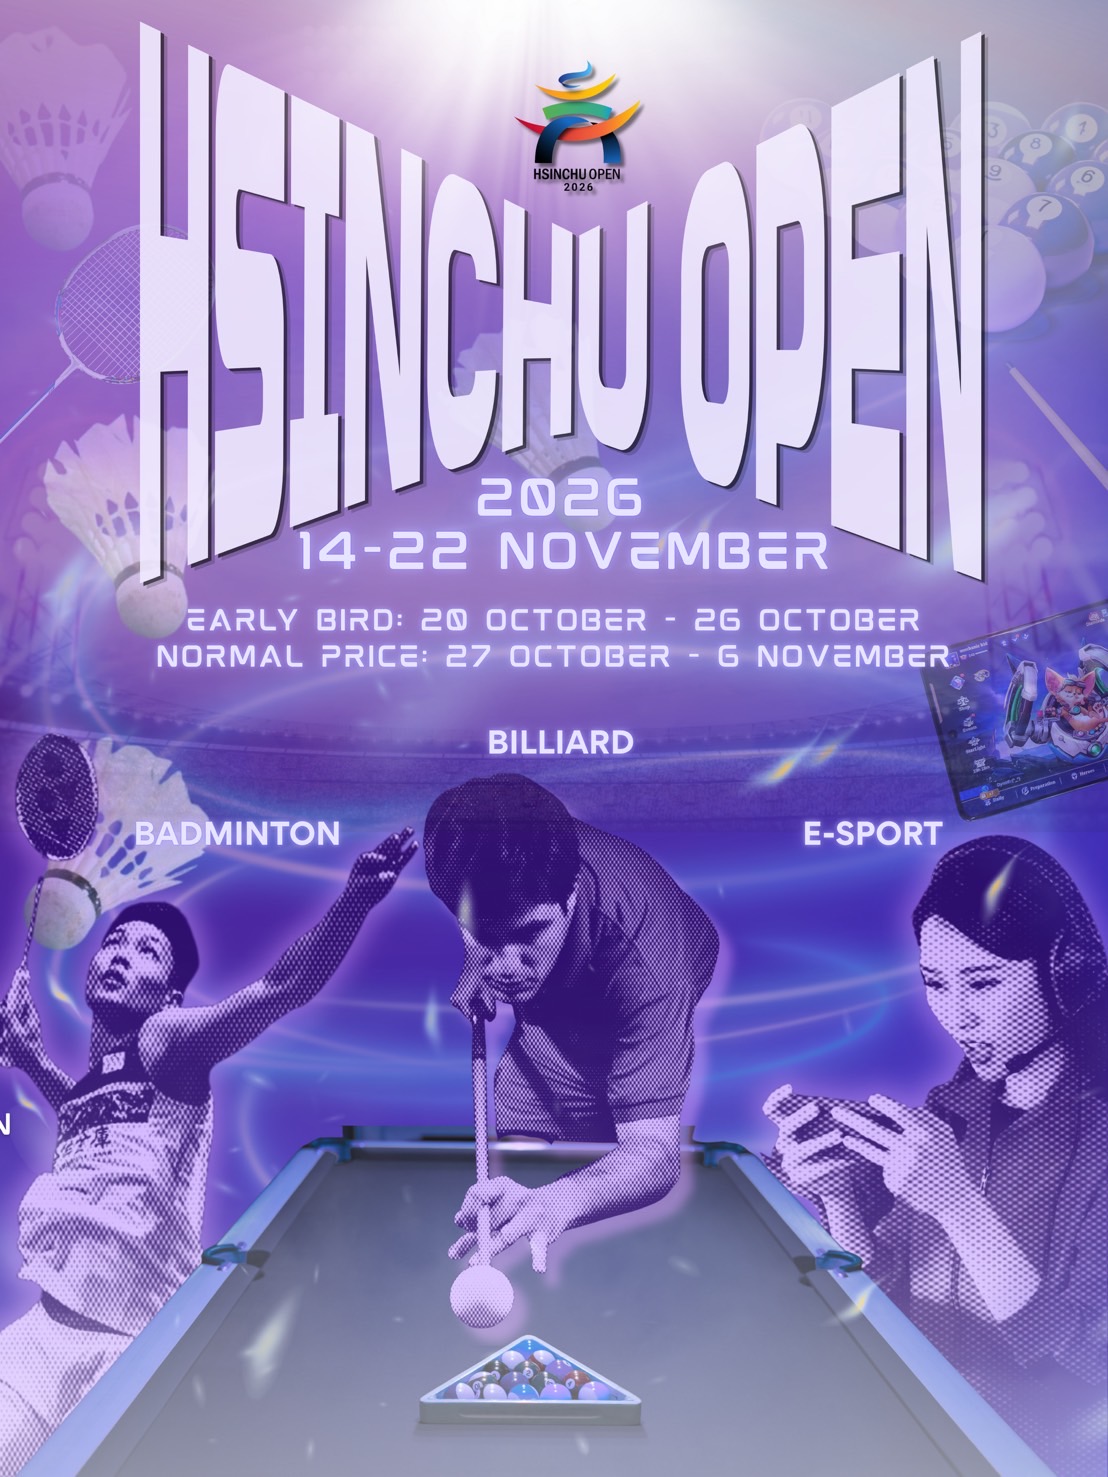 HSINCHU OPEN
HSINCHU OPEN
2026
2026
14-22 NOVEMBER
EARLY BIRD: 20 OCTOBER - 26 OCTOBER
NORMAL PRICE: 27 OCTOBER - 6 NOVEMBER
BILLIARD
BADMINTON
E-SPORT
N